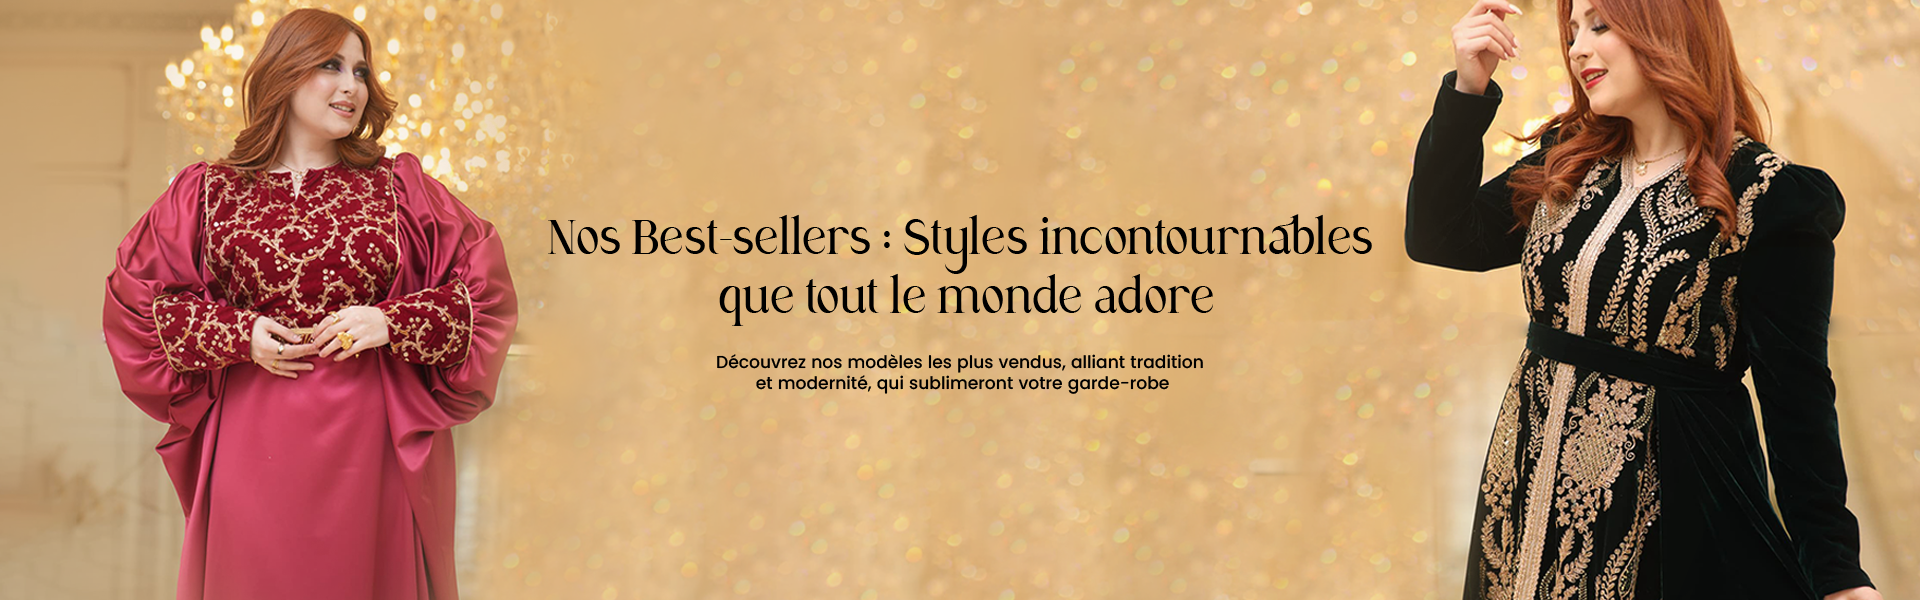 Nos Best-sellers : Styles incontournables
que tout le monde adore
Découvrez nos modèles les plus vendus, alliant tradition
et modernité, qui sublimeront votre garde-robe